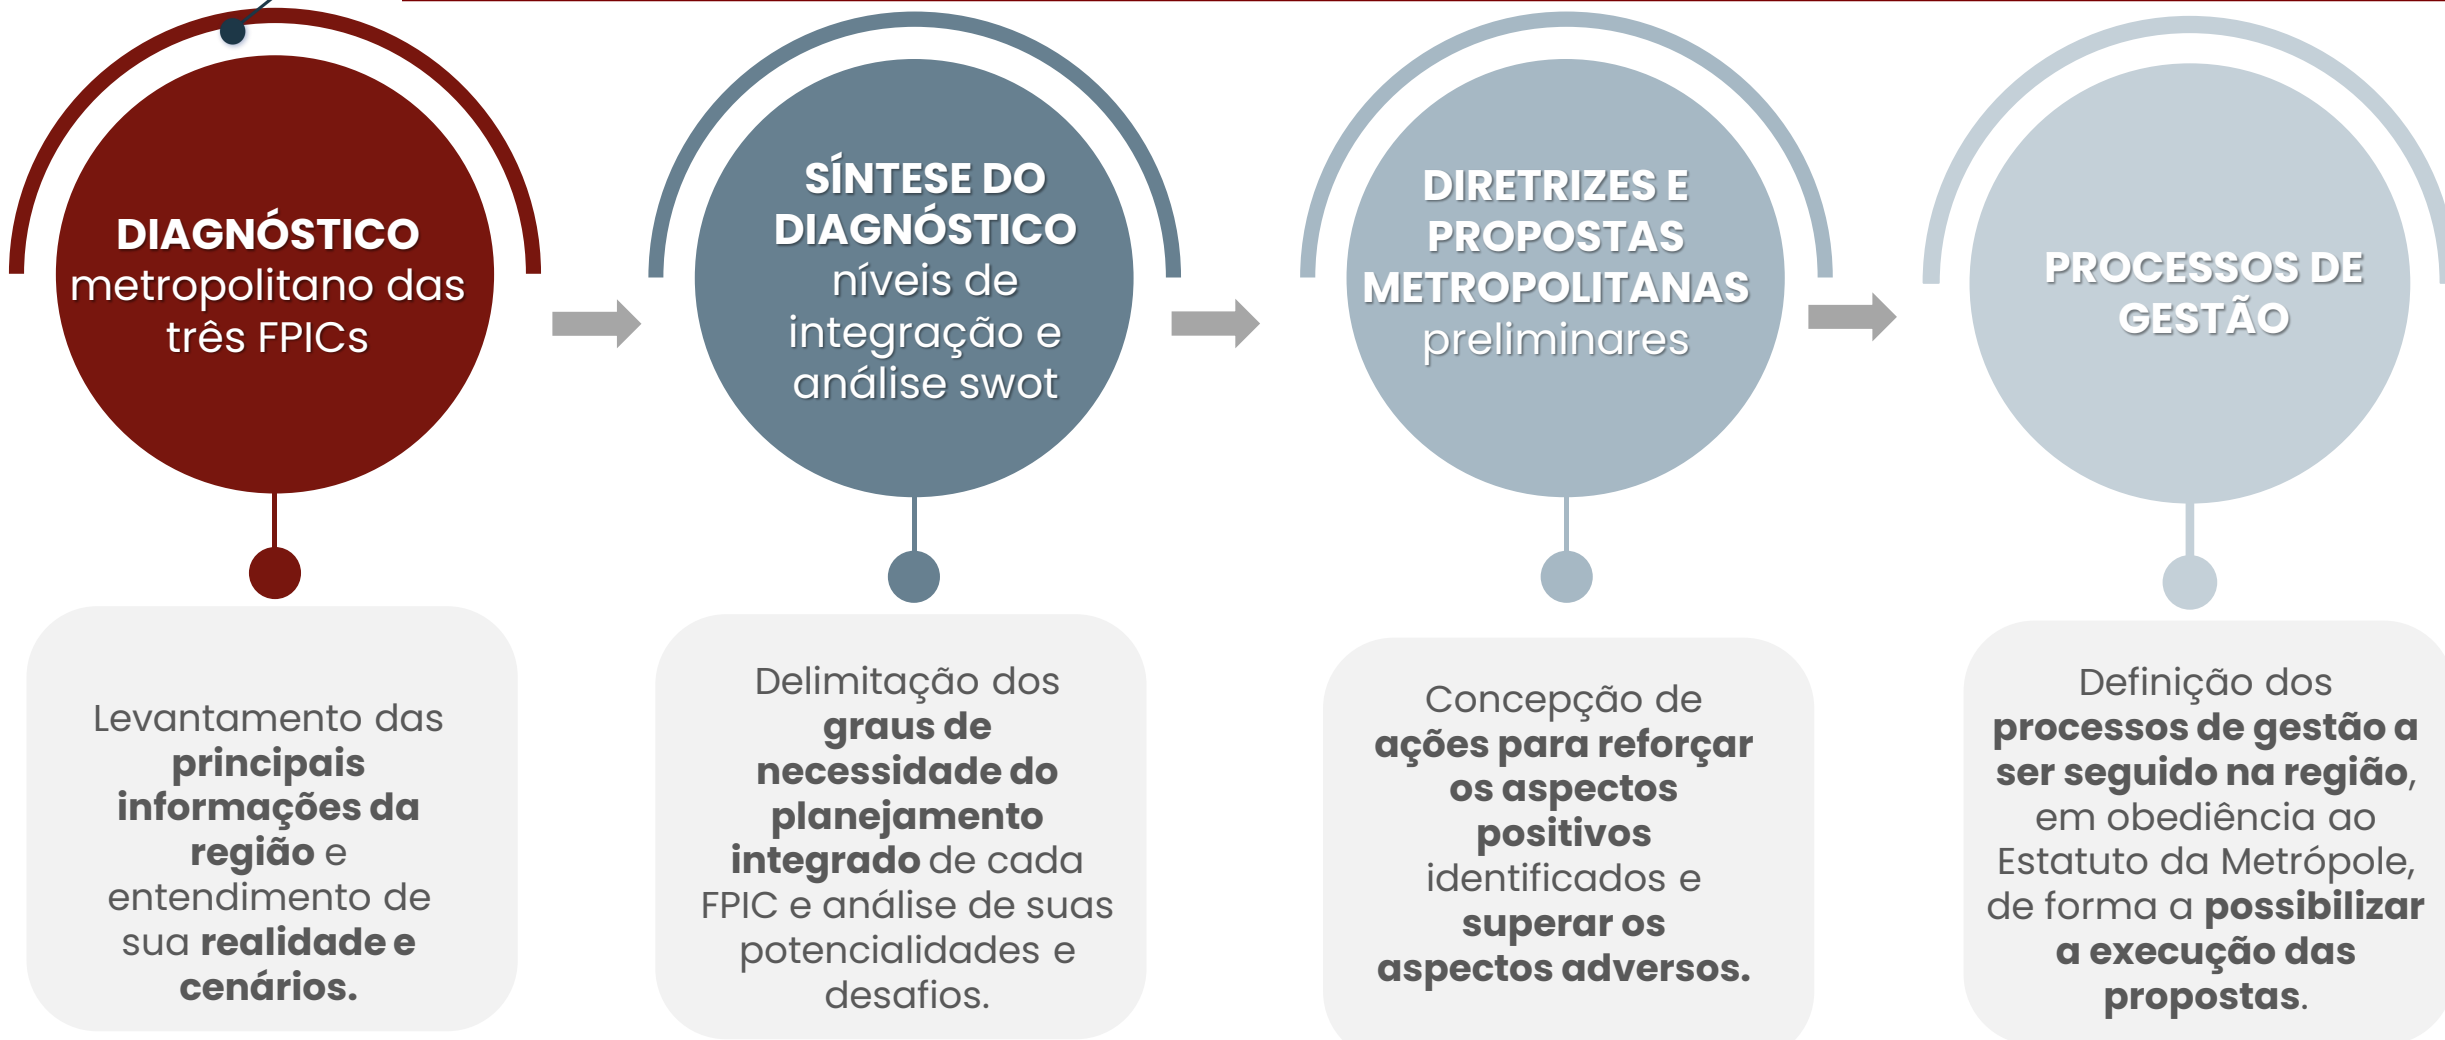 DIAGNÓSTICO
metropolitano das
três FPICs
SÍNTESE DO
DIAGNÓSTICO
níveis de
integração e
análise swot
DIRETRIZES E
PROPOSTAS
METROPOLITANAS
preliminares
PROCESSOS DE
GESTÃO
Levantamento das
principais
informações da
região e
entendimento de
sua realidade e
cenários.
Delimitação dos
graus de
necessidade do
planejamento
integrado de cada
FPIC e análise de suas
potencialidades e
desafios.
Concepção de
ações para reforçar
os aspectos
positivos
identificados e
superar os
aspectos adversos.
Definição dos
processos de gestão a
ser seguido na região,
em obediência ao
Estatuto da Metrópole,
de forma a possibilizar
a execução das
propostas.